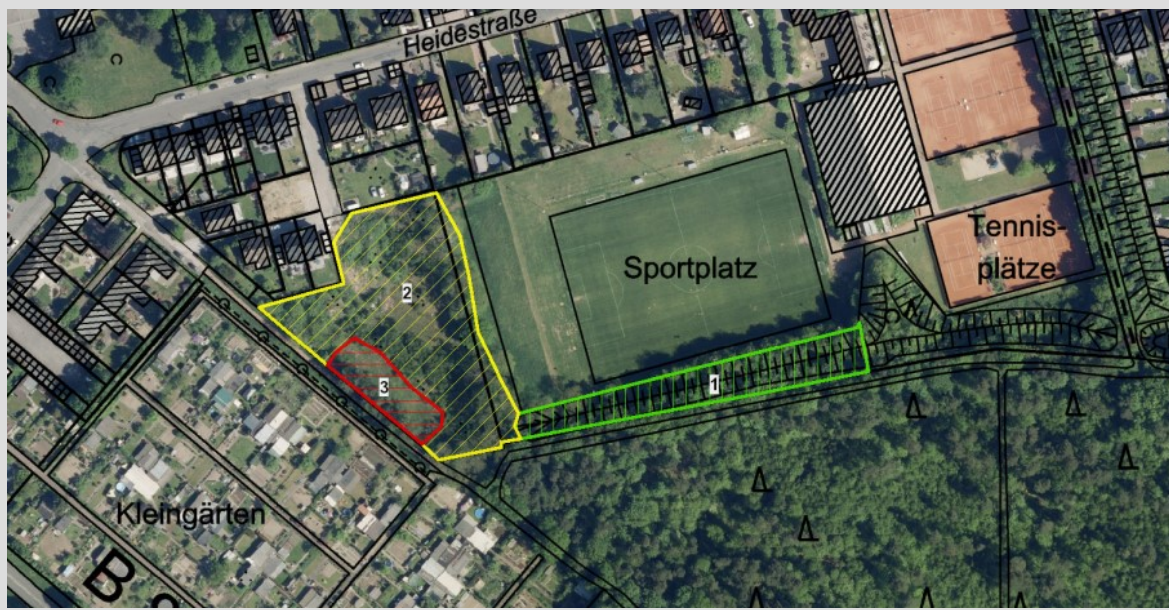 Heidestraße
Tennis-
plätze
Sportplatz
2
1
3
Kleingärten
B